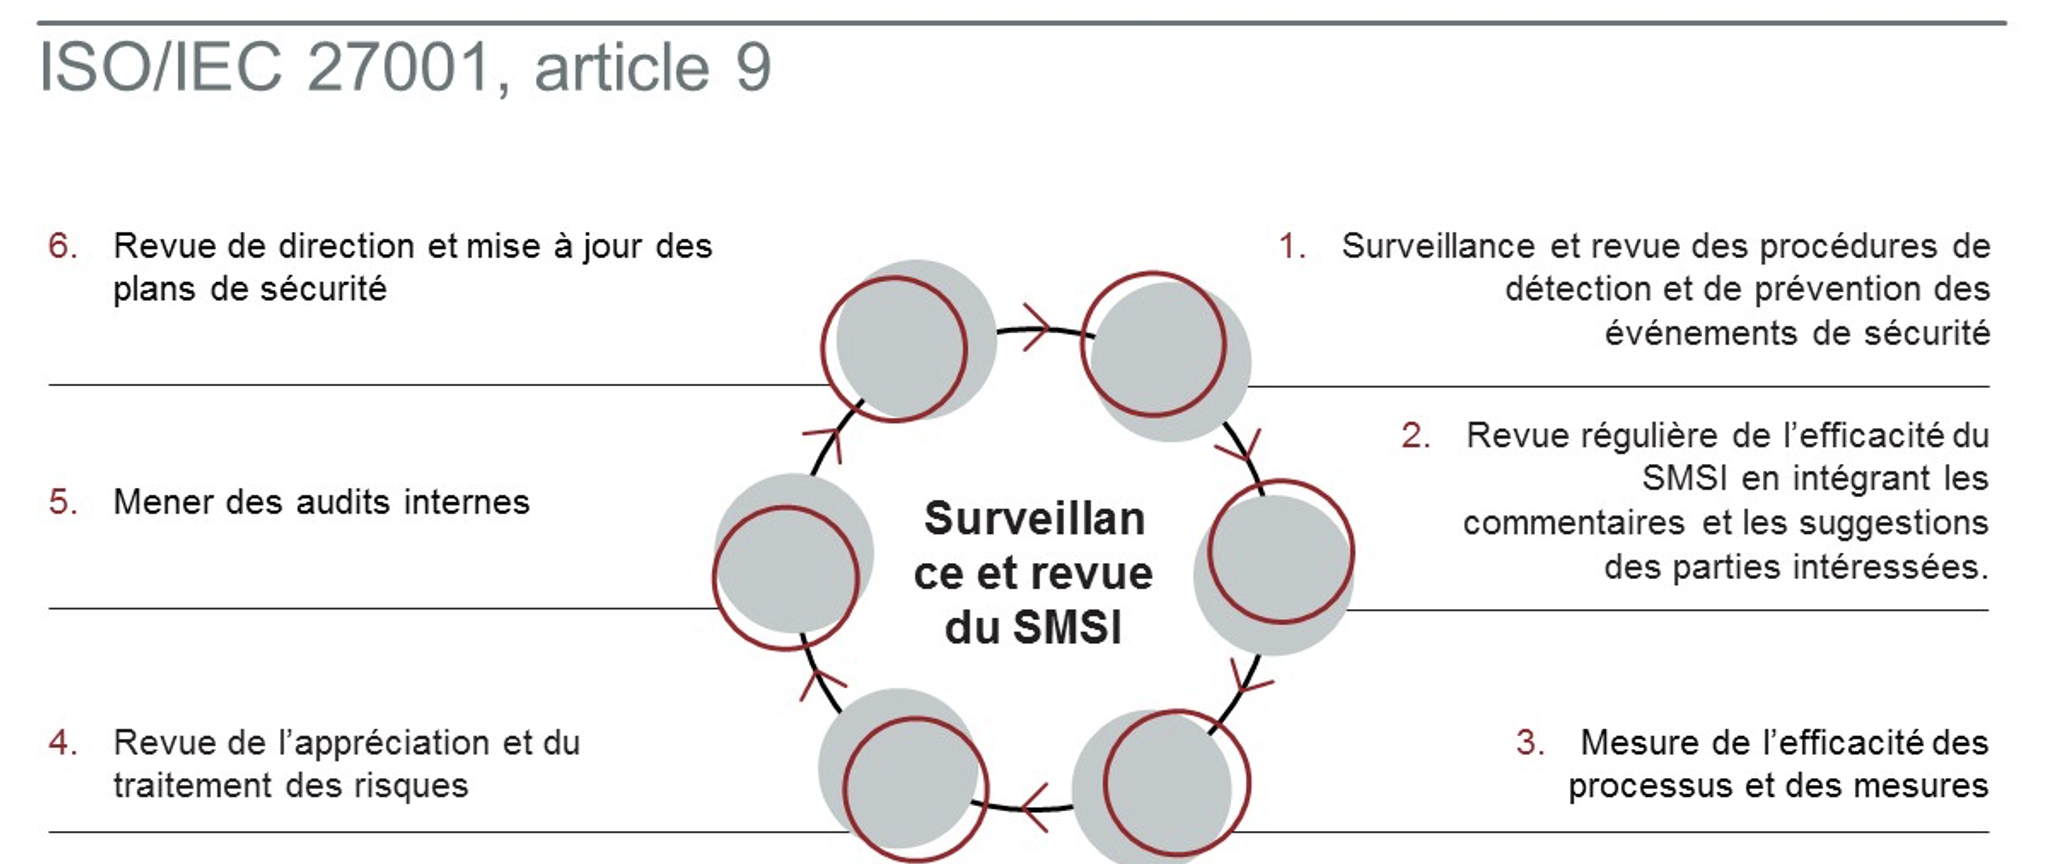 ISO/IEC 27001, article 9
1. Surveillance et revue des procédures de
détection et de prévention des
événements de sécurité
2. Revue régulière de l’efficacité du
SMSI en intégrant les
commentaires et les suggestions
des parties intéressées.
3. Mesure de l’efficacité des
processus et des mesures
4. Revue de l’appréciation et du
traitement des risques
5. Mener des audits internes
6. Revue de direction et mise à jour des
plans de sécurité
Surveillan
ce et revue
du SMSI